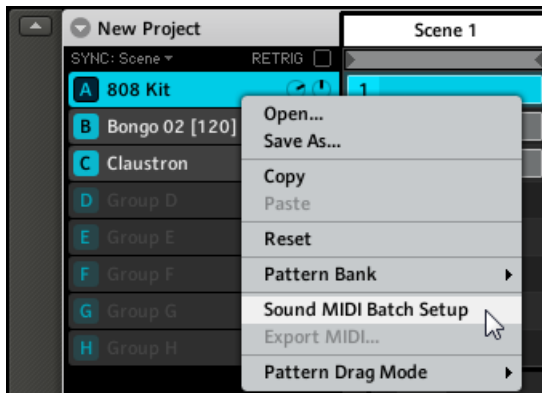 New Project
Scene 1
SYNC: Scene
RETRIG
A 808 Kit
1
B Bongo 02 [120]
C Claustron
D Group D
E Group E
F Group F
G Group G
H Group H
Open...
Save As...
Copy
Paste
Reset
Pattern Bank
Sound MIDI Batch Setup
Export MIDI...
Pattern Drag Mode